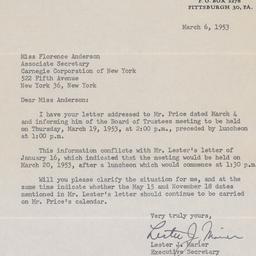 P. O. BOX 2278
PITTSBURGH 30, PA.
March 6, 1953
Miss Florence Anderson
Associate Secretary
Carnegie Corporation of New York
522 Fifth Avenue
New York 36, New York
Dear Miss Anderson:
I have your letter addressed to Mr. Price dated March 4
and informing him of the Board of Trustees meeting to be held
on Thursday, March 19, 1953, at 2:00 p.m., preceded by luncheon
at 1:00 p.m.
This information conflicts with Mr. Lester's letter of
January 16, which indicated that the meeting would be held on
March 20, 1953, after a luncheon which would commence at 1:30 p.m.
Will you please clarify the situation for me, and at the
same time indicate whether the May 15 and November 18 dates
mentioned in Mr. Lester's letter should continue to be carried
on Mr. Price's calendar.
Very truly yours,
Lester J.
Lester J.
Executive Secretary